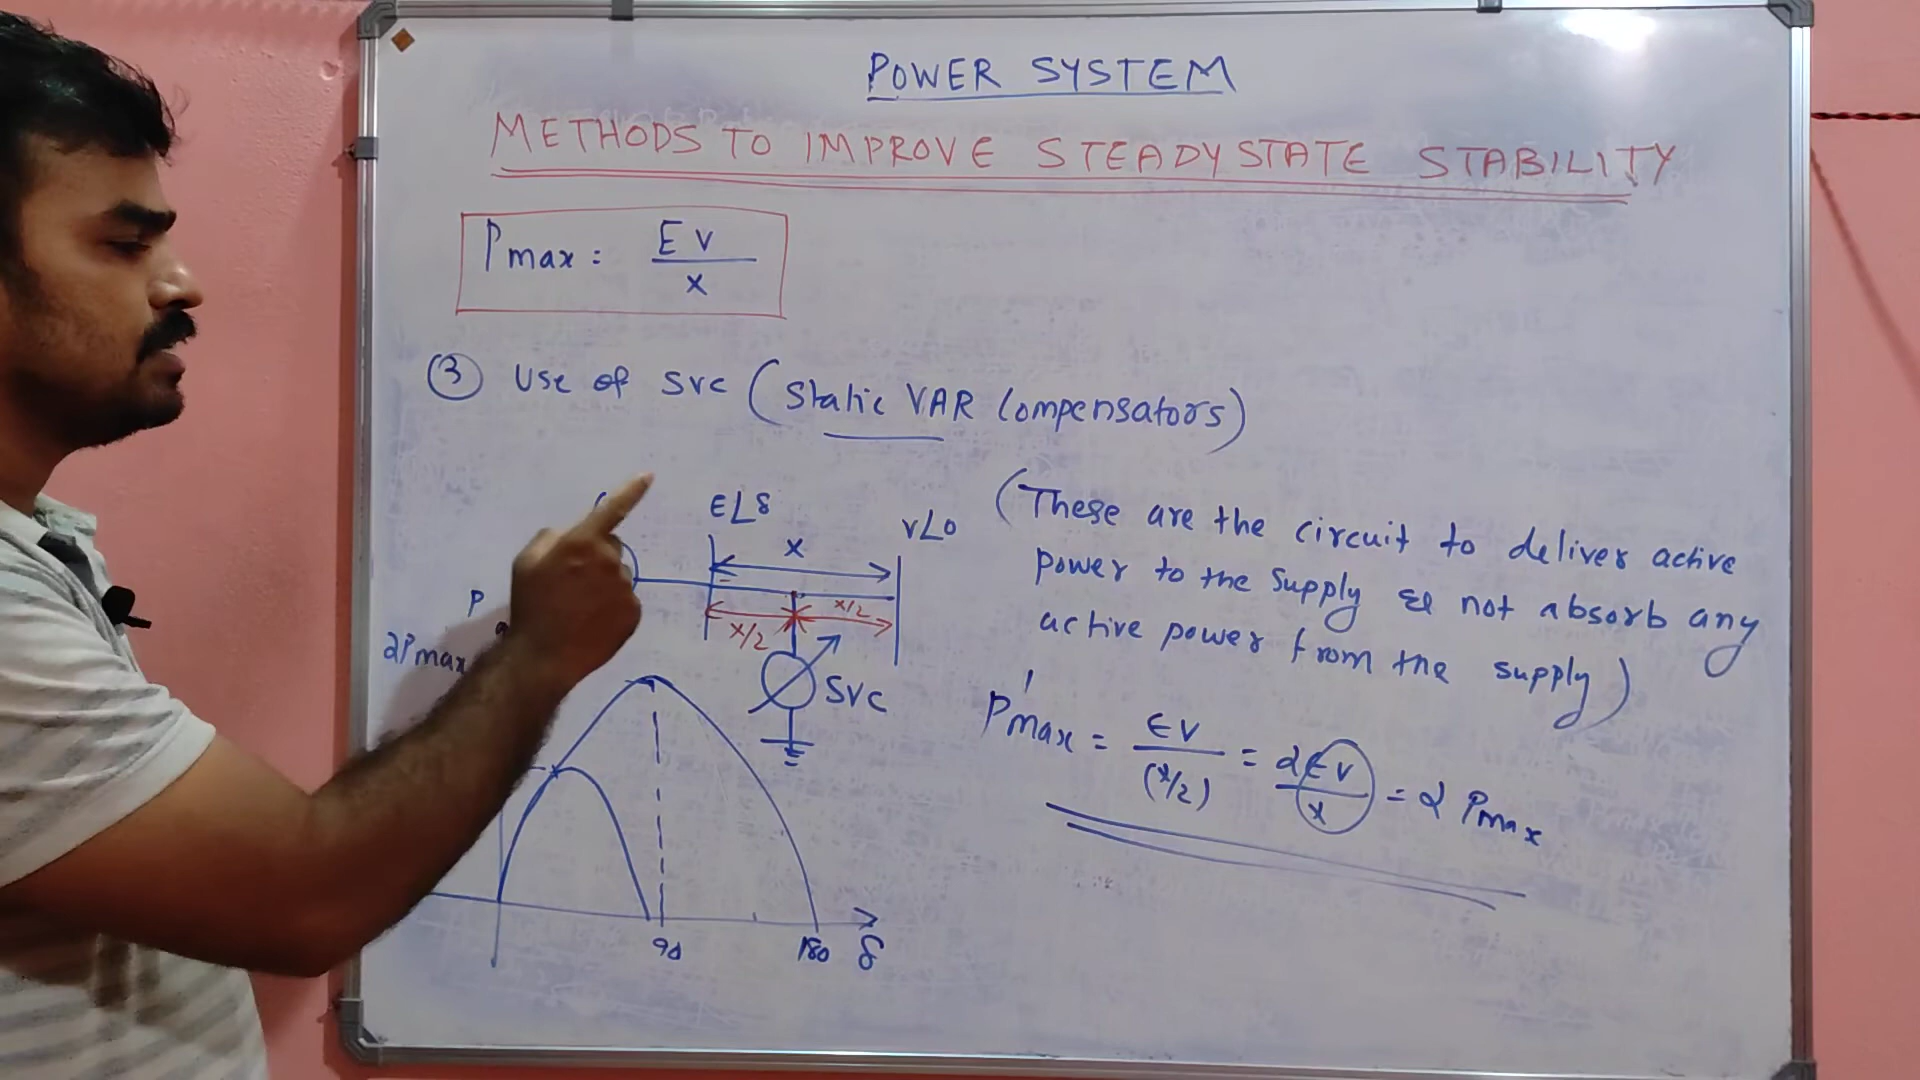 POWER SYSTEM
METHODS TO IMPROVE STEADY STATE STABILITY
Pmax = EV/x
(3) Use of SVC (Static VAR Compensators)
E∠δ
V∠0
x
x/2
x/2
SVC
P
2Pmax
90
180
δ
(These are the circuit to deliver active
power to the supply & not absorb any
active power from the supply)
P'max = EV/(x/2) = 2EV/x = 2 Pmax